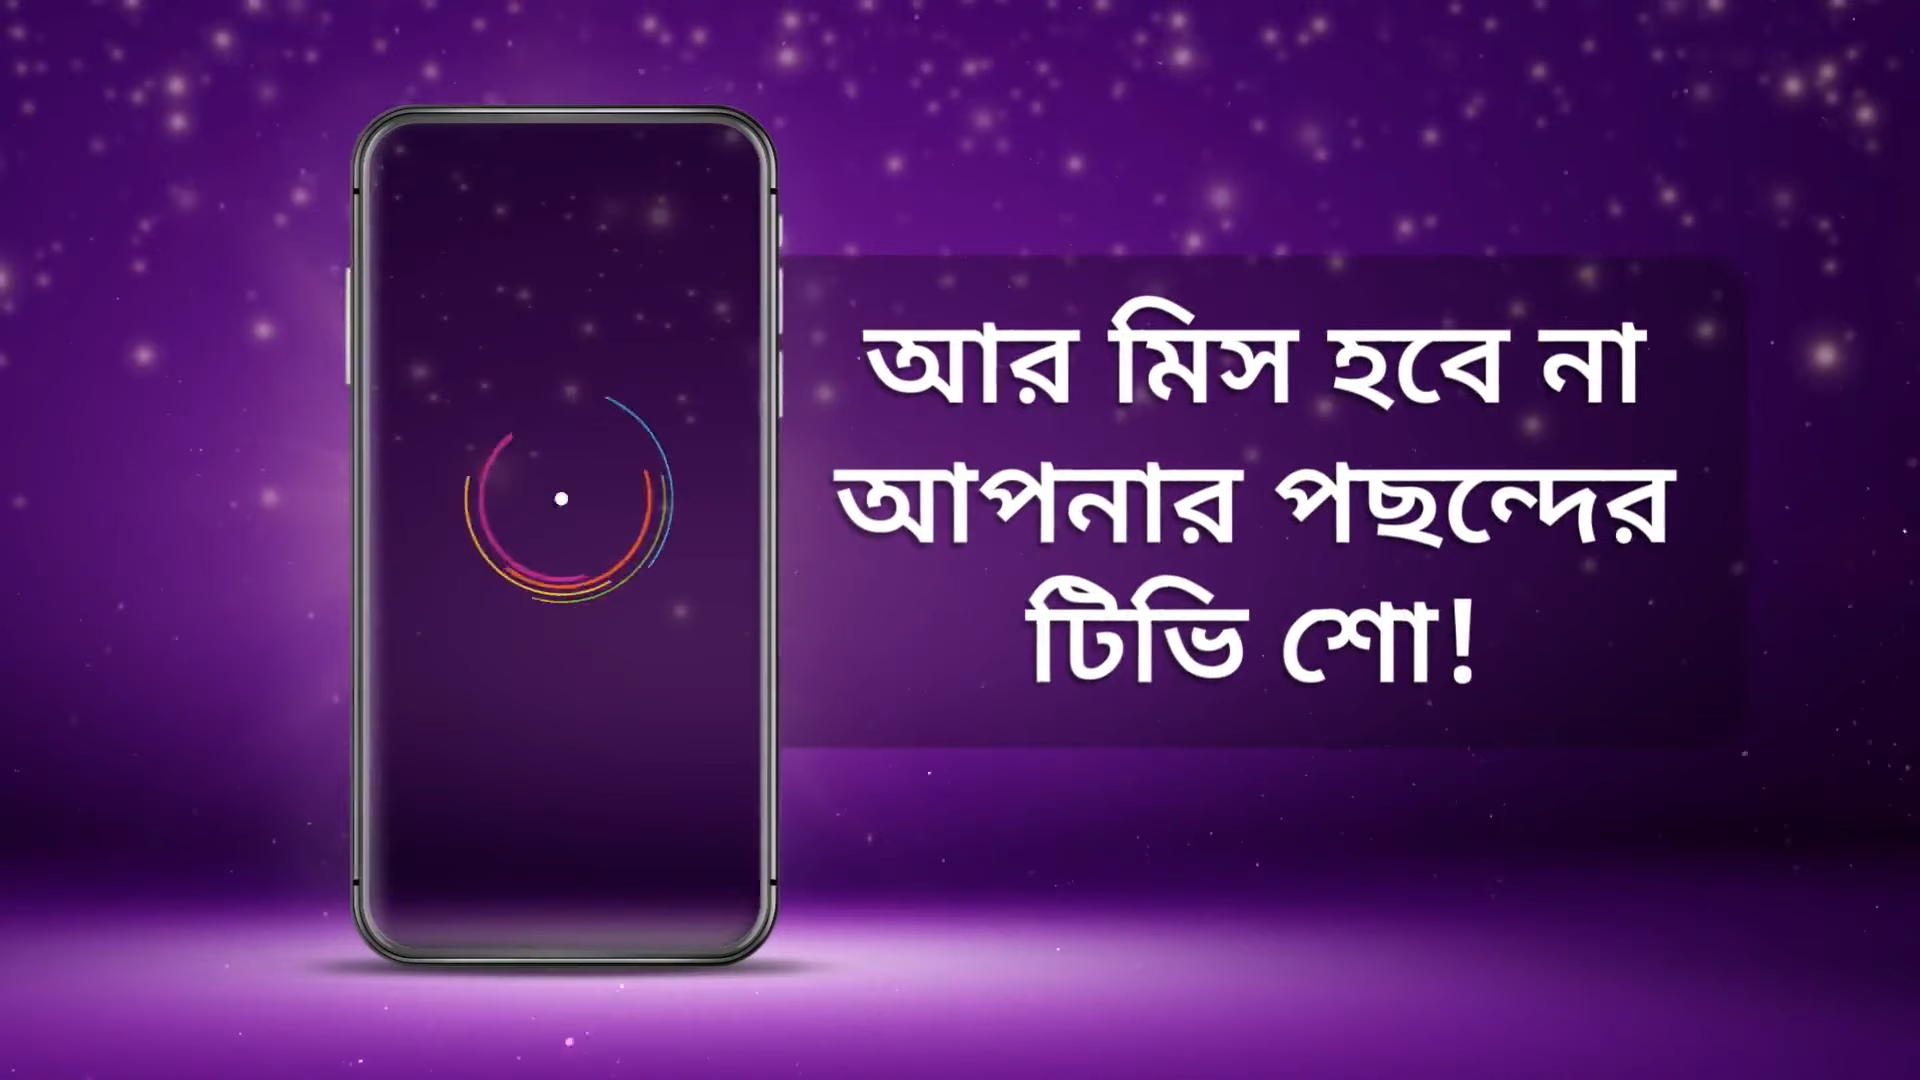 আর মিস হবে না
আপনার পছন্দের
টিভি শো!